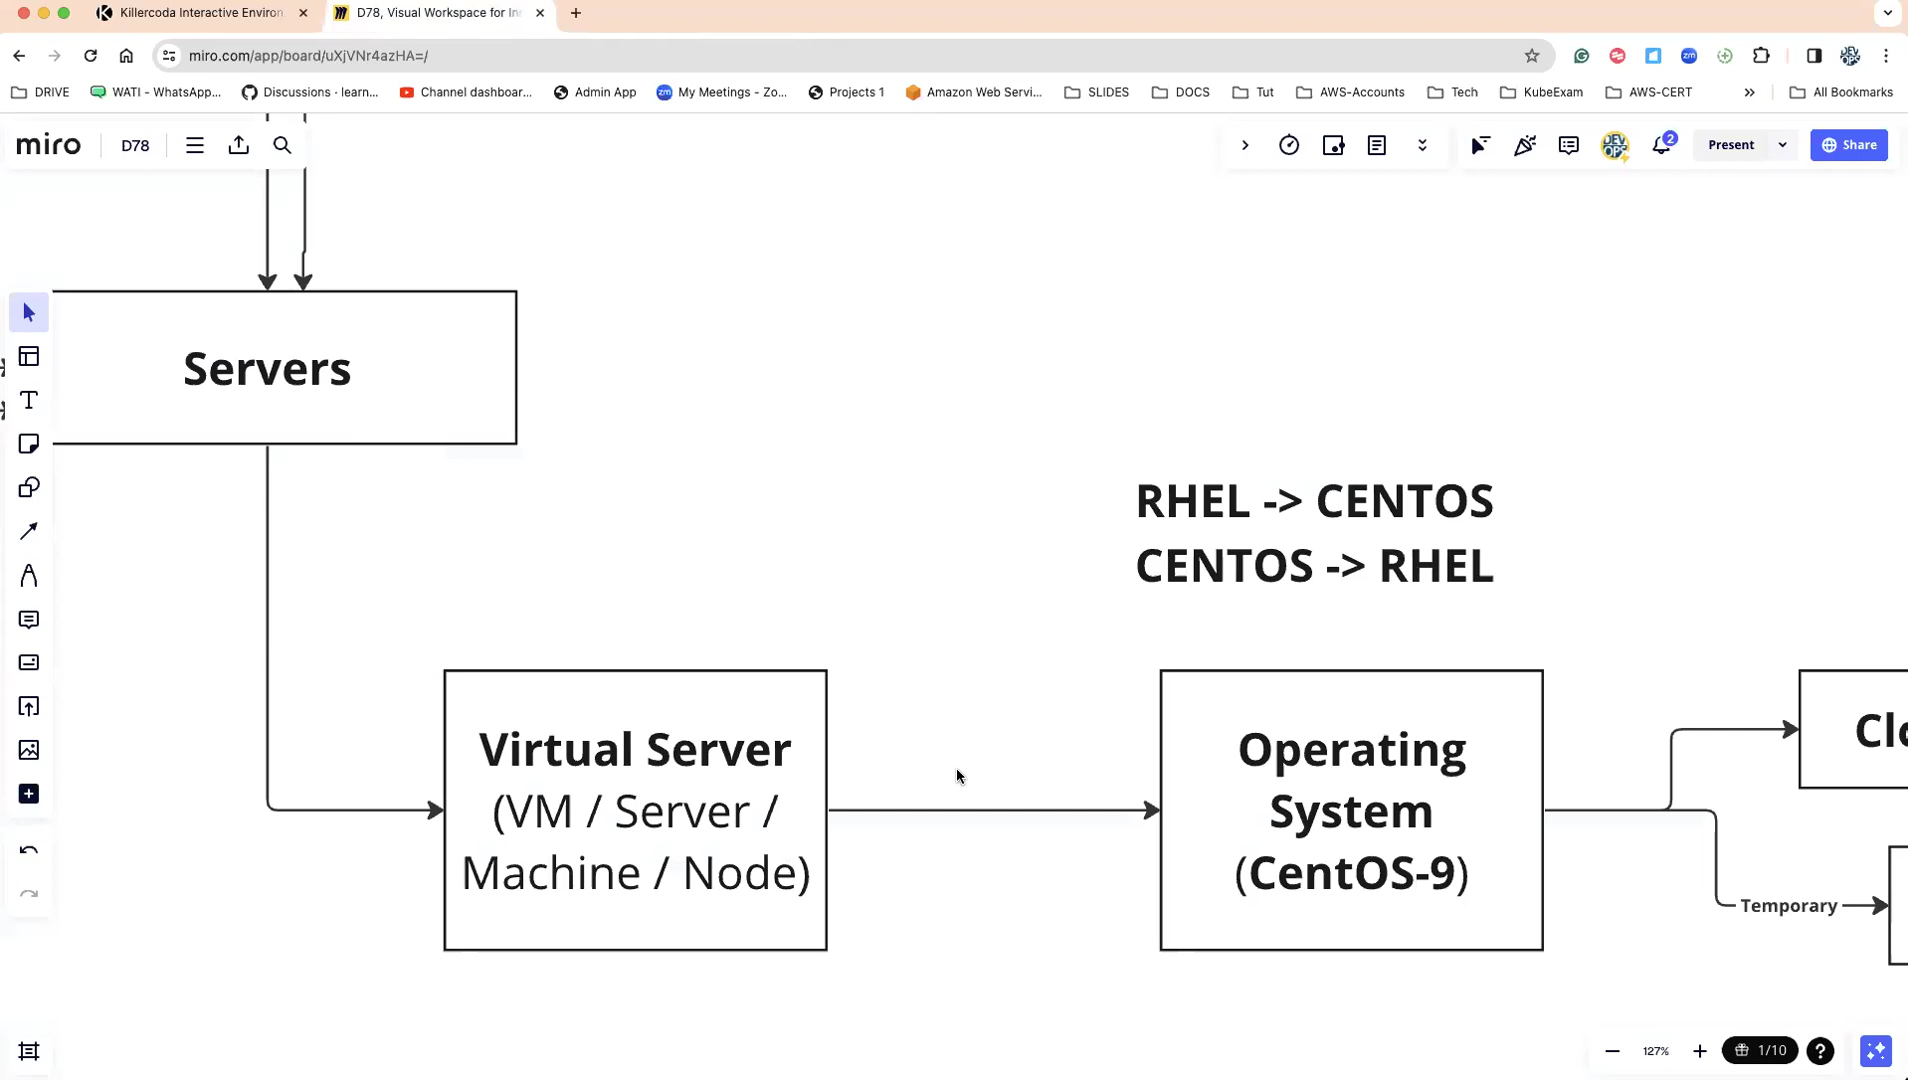 Killercoda Interactive Environ
D78, Visual Workspace for In
miro.com/app/board/uXjVNr4azHA=/
DRIVE
WATI - WhatsApp...
Discussions · learn...
Channel dashboar...
Admin App
My Meetings - Zo...
Projects 1
Amazon Web Servi...
SLIDES
DOCS
Tut
AWS-Accounts
Tech
KubeExam
AWS-CERT
All Bookmarks
miro
D78
2
Present
Share
Servers
RHEL -> CENTOS
CENTOS -> RHEL
Virtual Server
(VM / Server /
Machine / Node)
Operating
System
(CentOS-9)
Clo
Temporary
127%
1/10